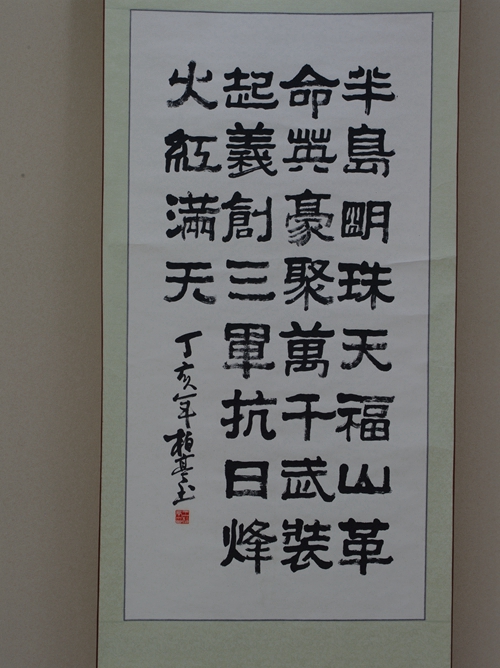 半島明珠天福山革
命英豪聚萬千武裝
起義創三軍抗日烽
火紅滿天
丁亥年柏